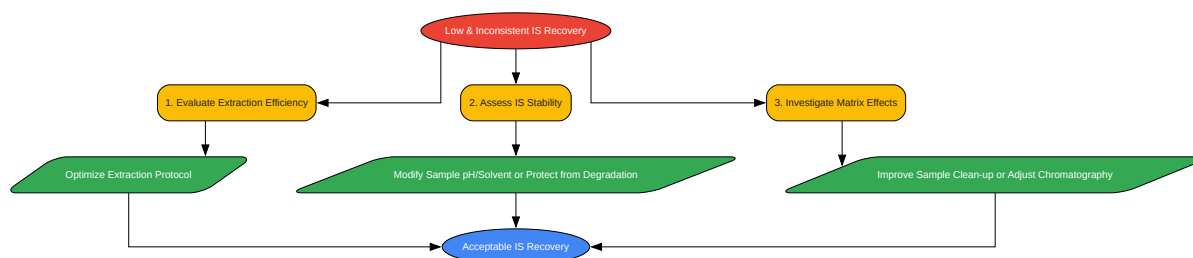 Low & Inconsistent IS Recovery
1. Evaluate Extraction Efficiency
2. Assess IS Stability
3. Investigate Matrix Effects
Optimize Extraction Protocol
Modify Sample pH/Solvent or Protect from Degradation
Improve Sample Clean-up or Adjust Chromatography
Acceptable IS Recovery